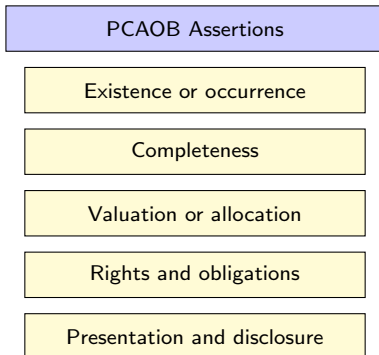 PCAOB Assertions
Existence or occurrence
Completeness
Valuation or allocation
Rights and obligations
Presentation and disclosure